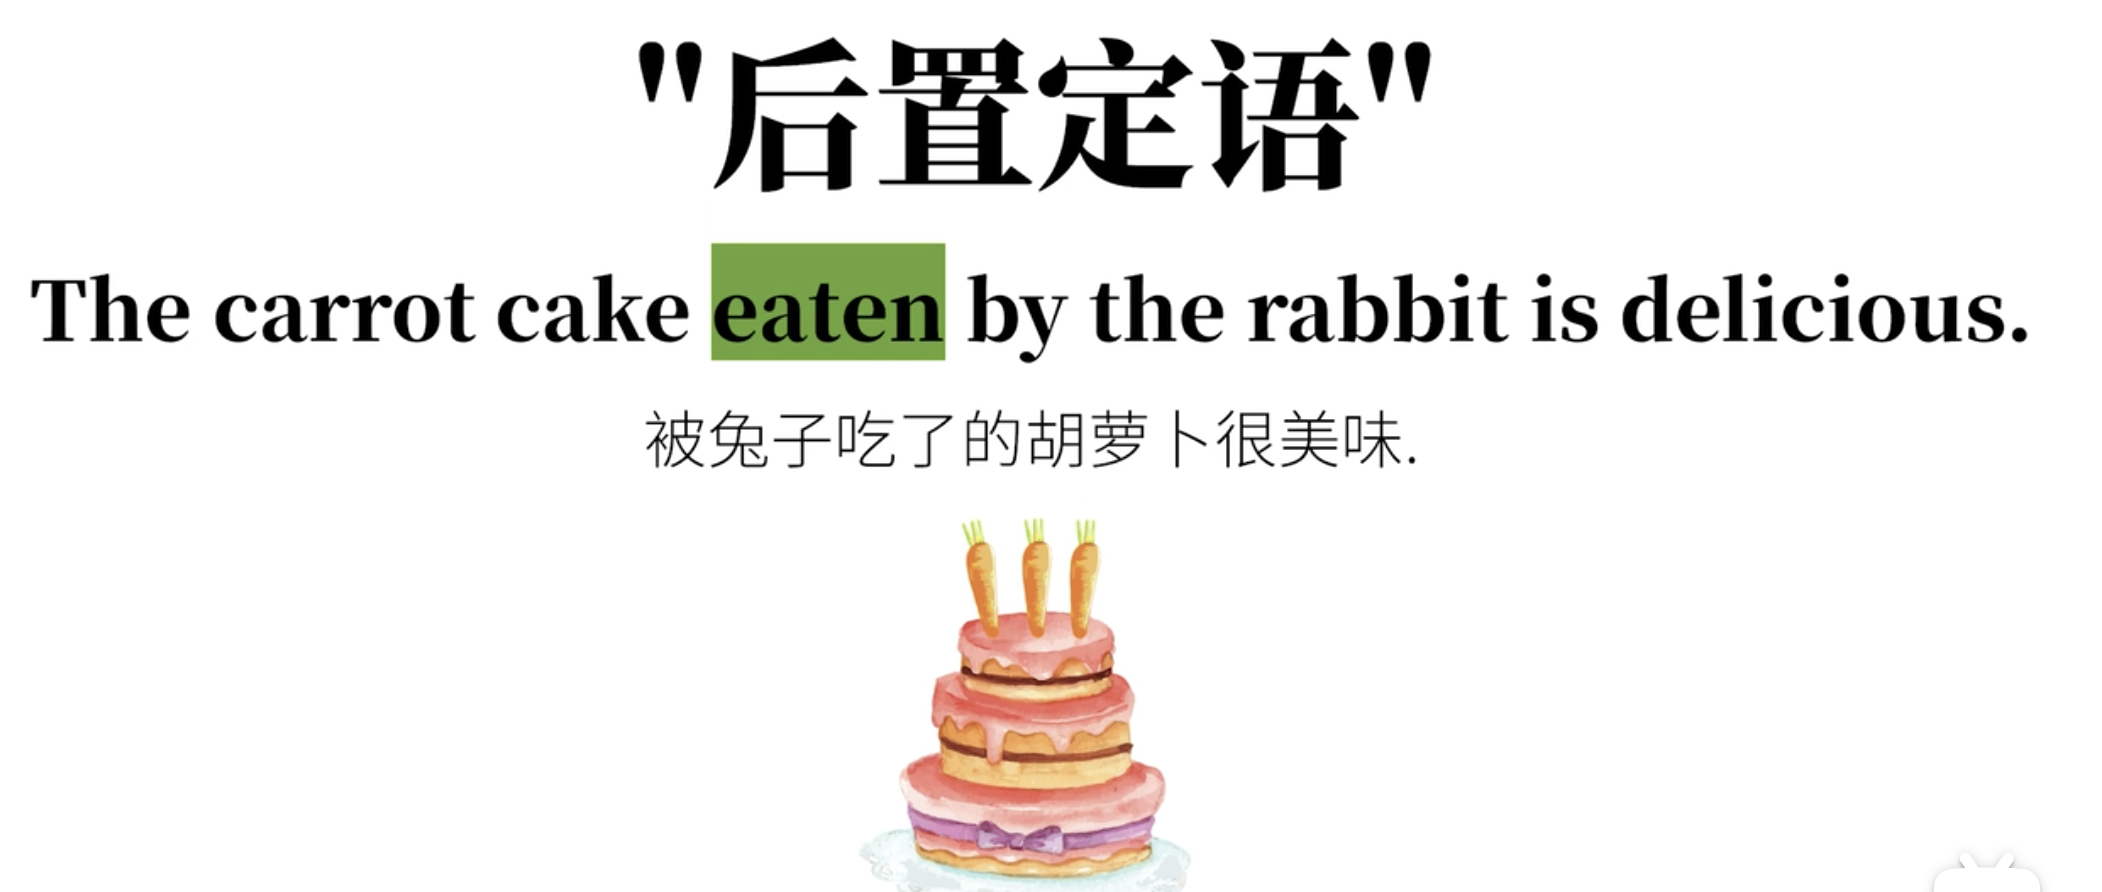 "后置定语"
The carrot cake eaten by the rabbit is delicious.
被兔子吃了的胡萝卜很美味.